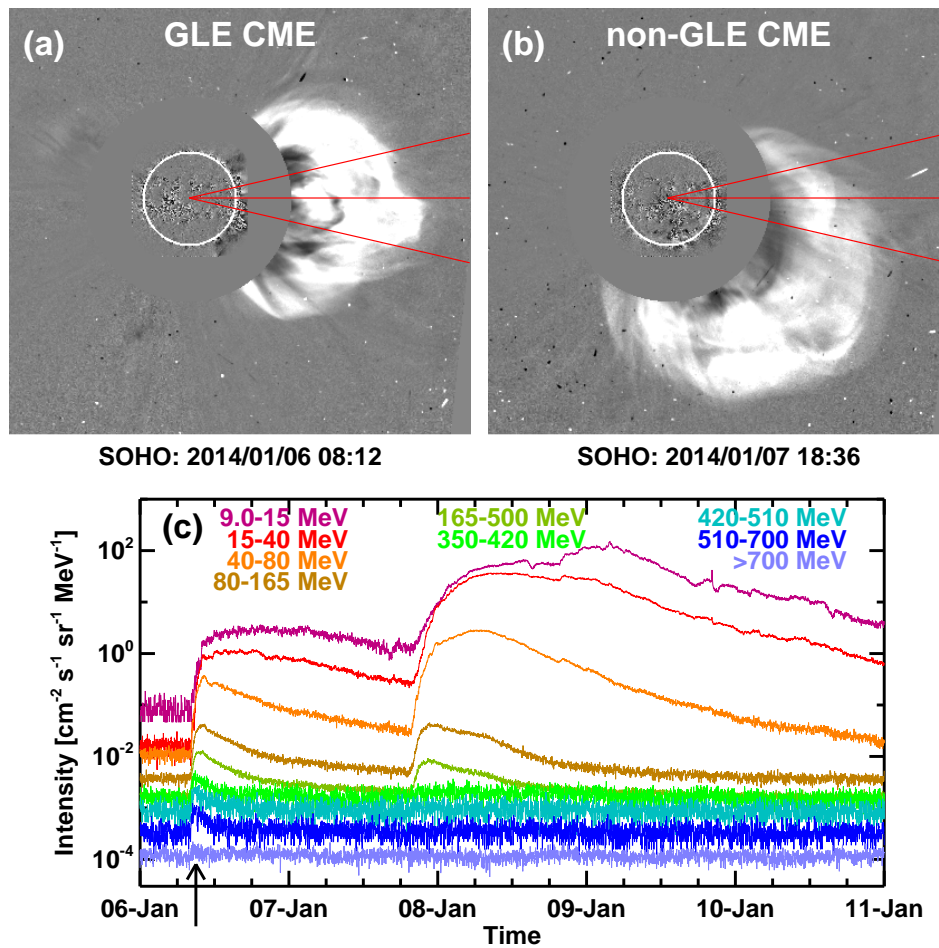 (a) GLE CME
(b) non-GLE CME
SOHO: 2014/01/06 08:12
SOHO: 2014/01/07 18:36
(c)
9.0-15 MeV
15-40 MeV
40-80 MeV
80-165 MeV
165-500 MeV
350-420 MeV
420-510 MeV
510-700 MeV
>700 MeV
Intensity [cm⁻² s⁻¹ sr⁻¹ MeV⁻¹]
10²
10⁰
10⁻²
10⁻⁴
06-Jan 07-Jan 08-Jan 09-Jan 10-Jan 11-Jan
Time